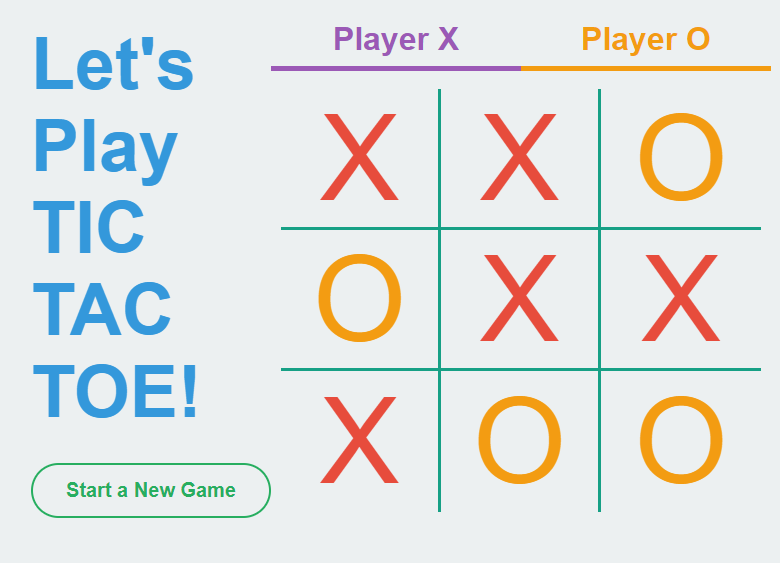 Let's
Play
TIC
TAC
TOE!
Start a New Game
Player X Player O
X X O
O X X
X O O